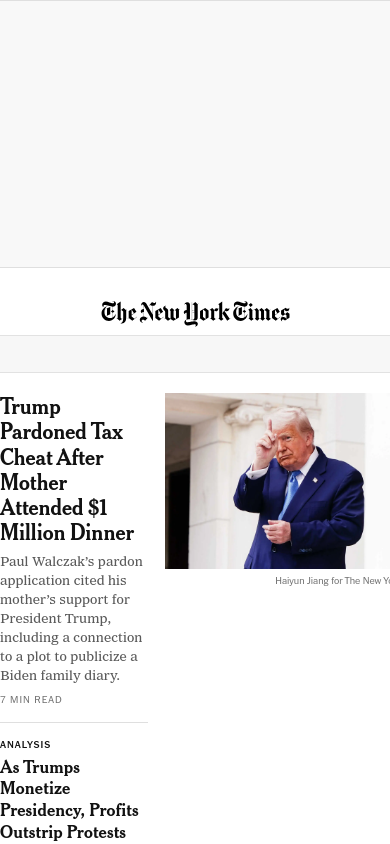 The New York Times
Trump
Pardoned Tax
Cheat After
Mother
Attended $1
Million Dinner
Paul Walczak’s pardon
application cited his
mother’s support for
President Trump,
including a connection
to a plot to publicize a
Biden family diary.
7 MIN READ
Haiyun Jiang for The New Yo
ANALYSIS
As Trumps
Monetize
Presidency, Profits
Outstrip Protests